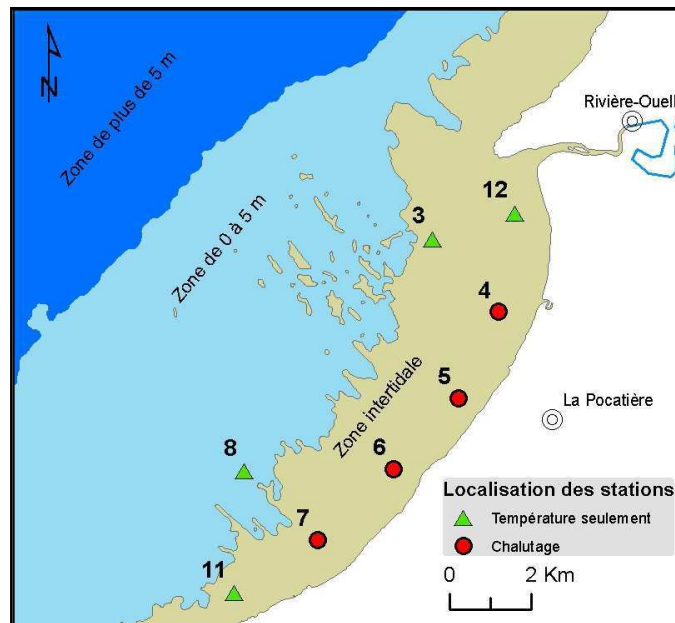 N
Zone de plus de 5 m
Rivière-Ouell
12
3
Zone de 0 à 5 m
4
5
Zone intertidale
La Pocatière
8
6
7
11
Localisation des stations
Température seulement
Chalutage
0 2 Km